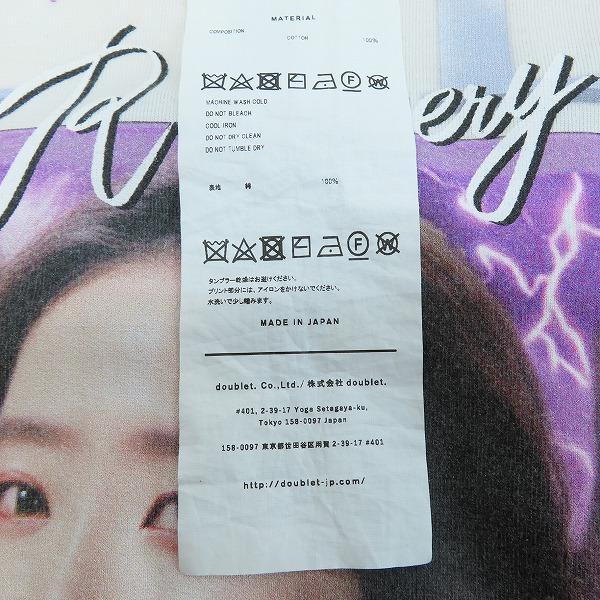 MATERIAL
COMPOSITION
COTTON 100%
MACHINE WASH COLD
DO NOT BLEACH
COOL IRON
DO NOT DRY CLEAN
DO NOT TUMBLE DRY
表地 綿 100%
タンブラー乾燥はお避けください。
プリント部分には、アイロンをかけないでください。
水洗いで少し縮みます。
MADE IN JAPAN
doublet. Co.,Ltd./ 株式会社 doublet.
#401, 2-39-17 Yoga Setagaya-ku,
Tokyo 158-0097 Japan
158-0097 東京都世田谷区用賀 2-39-17 #401
http://doublet-jp.com/
ery